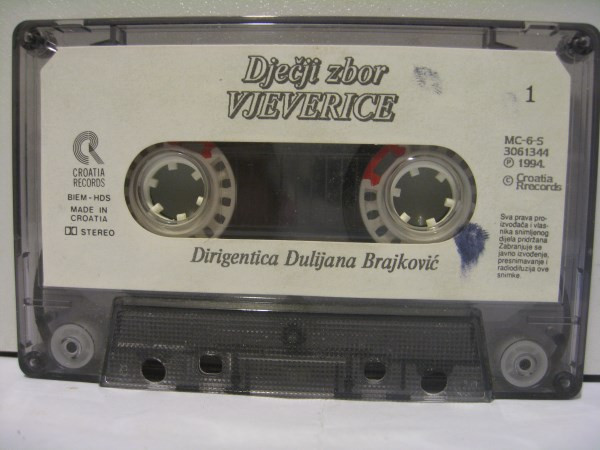 Dječji zbor
VJEVERICE
1
CROATIA
RECORDS
BIEM-HDS
MADE IN
CROATIA
STEREO
MC-6-S
3061344
℗ 1994.
© Croatia
Rrecords
Dirigentica Dulijana Brajković
Sva prava pro-
izvođača i vlas-
nika snimljenog
dijela pridržana
Zabranjuje se
javno izvođenje,
presnimavanje i
radiodifuzija ove
snimke.